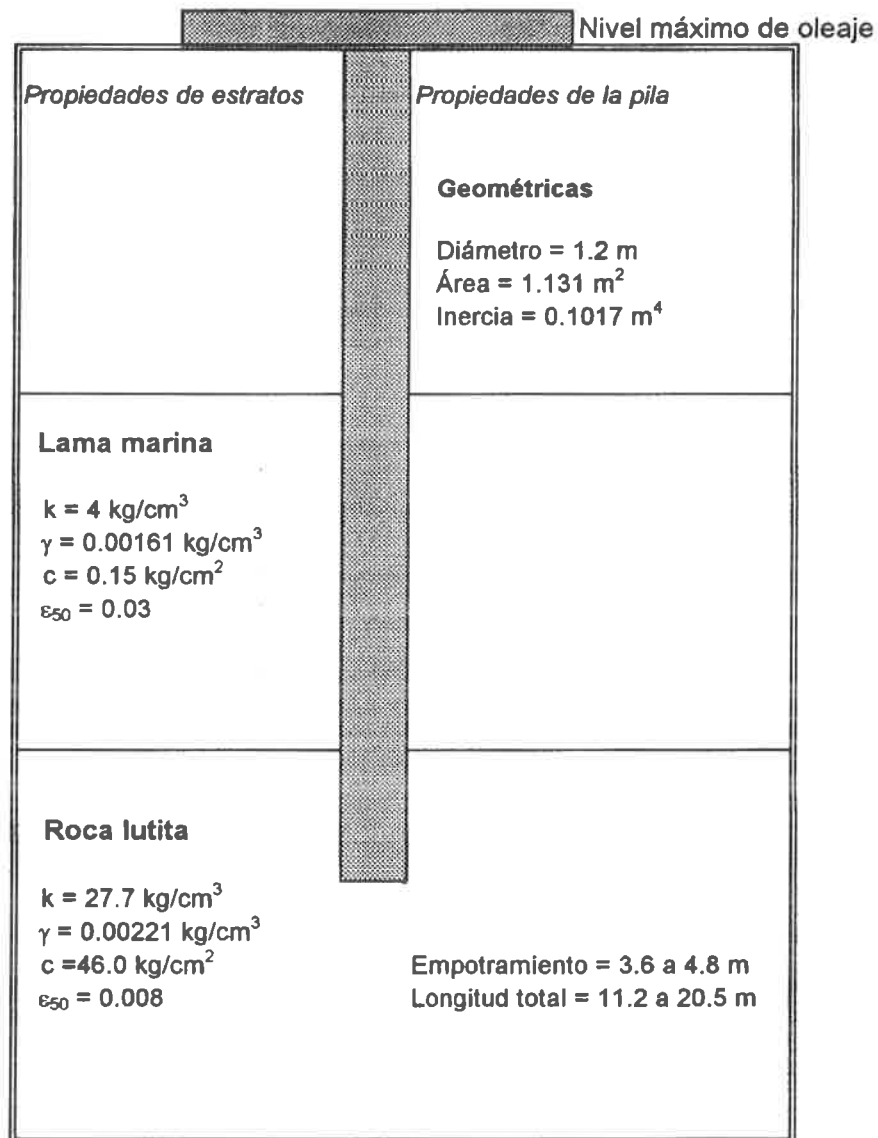 Nivel máximo de oleaje
Propiedades de estratos
Propiedades de la pila
Geométricas
Diámetro = 1.2 m
Área = 1.131 m²
Inercia = 0.1017 m⁴
Lama marina
k = 4 kg/cm³
γ = 0.00161 kg/cm³
c = 0.15 kg/cm²
ε₅₀ = 0.03
Roca lutita
k = 27.7 kg/cm³
γ = 0.00221 kg/cm³
c =46.0 kg/cm²
ε₅₀ = 0.008
Empotramiento = 3.6 a 4.8 m
Longitud total = 11.2 a 20.5 m